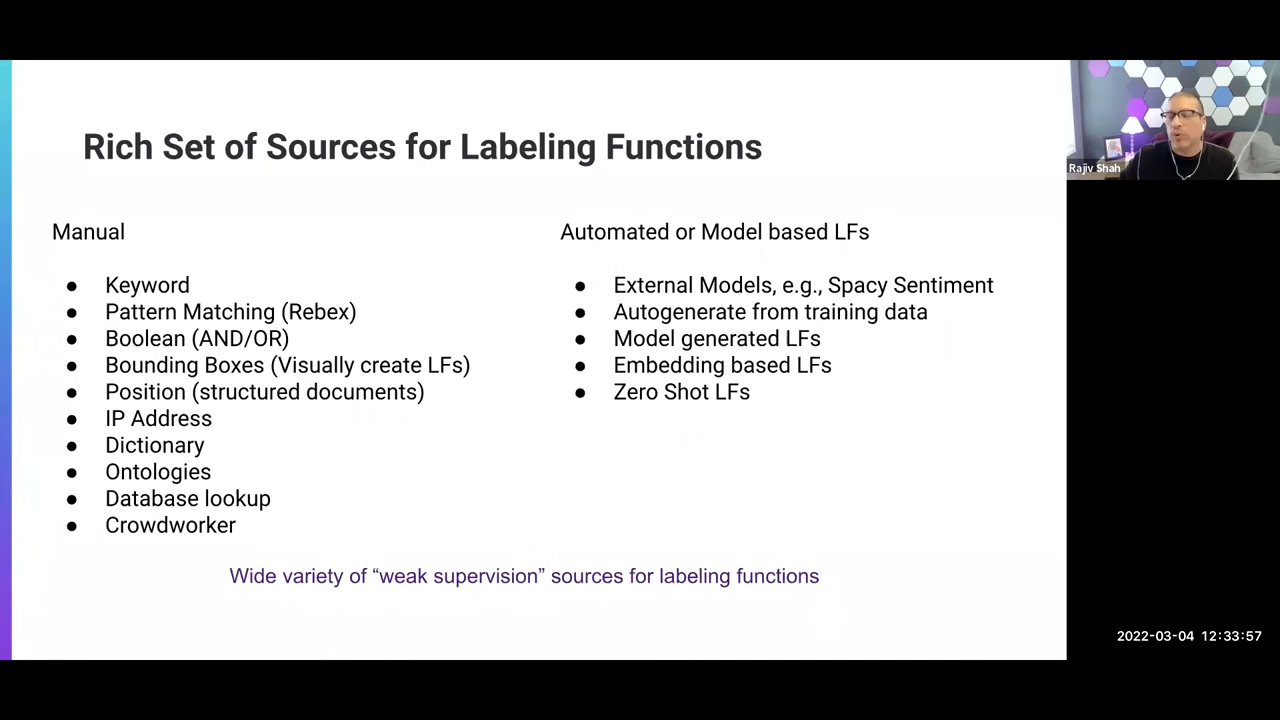 Rich Set of Sources for Labeling Functions
Manual
● Keyword
● Pattern Matching (Rebex)
● Boolean (AND/OR)
● Bounding Boxes (Visually create LFs)
● Position (structured documents)
● IP Address
● Dictionary
● Ontologies
● Database lookup
● Crowdworker
Automated or Model based LFs
● External Models, e.g., Spacy Sentiment
● Autogenerate from training data
● Model generated LFs
● Embedding based LFs
● Zero Shot LFs
Wide variety of “weak supervision” sources for labeling functions
Rajiv Shah
2022-03-04 12:33:57